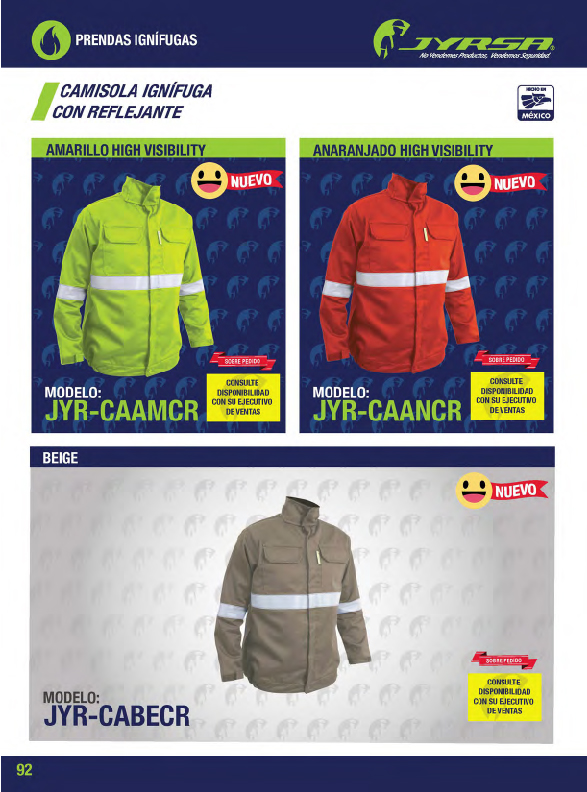 PRENDAS IGNÍFUGAS
JYRSA®
No Vendemos Productos, Vendemos Seguridad
CAMISOLA IGNÍFUGA
CON REFLEJANTE
HECHO EN
MÉXICO
AMARILLO HIGH VISIBILITY
NUEVO
SOBRE PEDIDO
CONSULTE
DISPONIBILIDAD
CON SU EJECUTIVO
DE VENTAS
MODELO:
JYR-CAAMCR
ANARANJADO HIGH VISIBILITY
NUEVO
SOBRE PEDIDO
CONSULTE
DISPONIBILIDAD
CON SU EJECUTIVO
DE VENTAS
MODELO:
JYR-CAANCR
BEIGE
NUEVO
SOBRE PEDIDO
CONSULTE
DISPONIBILIDAD
CON SU EJECUTIVO
DE VENTAS
MODELO:
JYR-CABECR
92